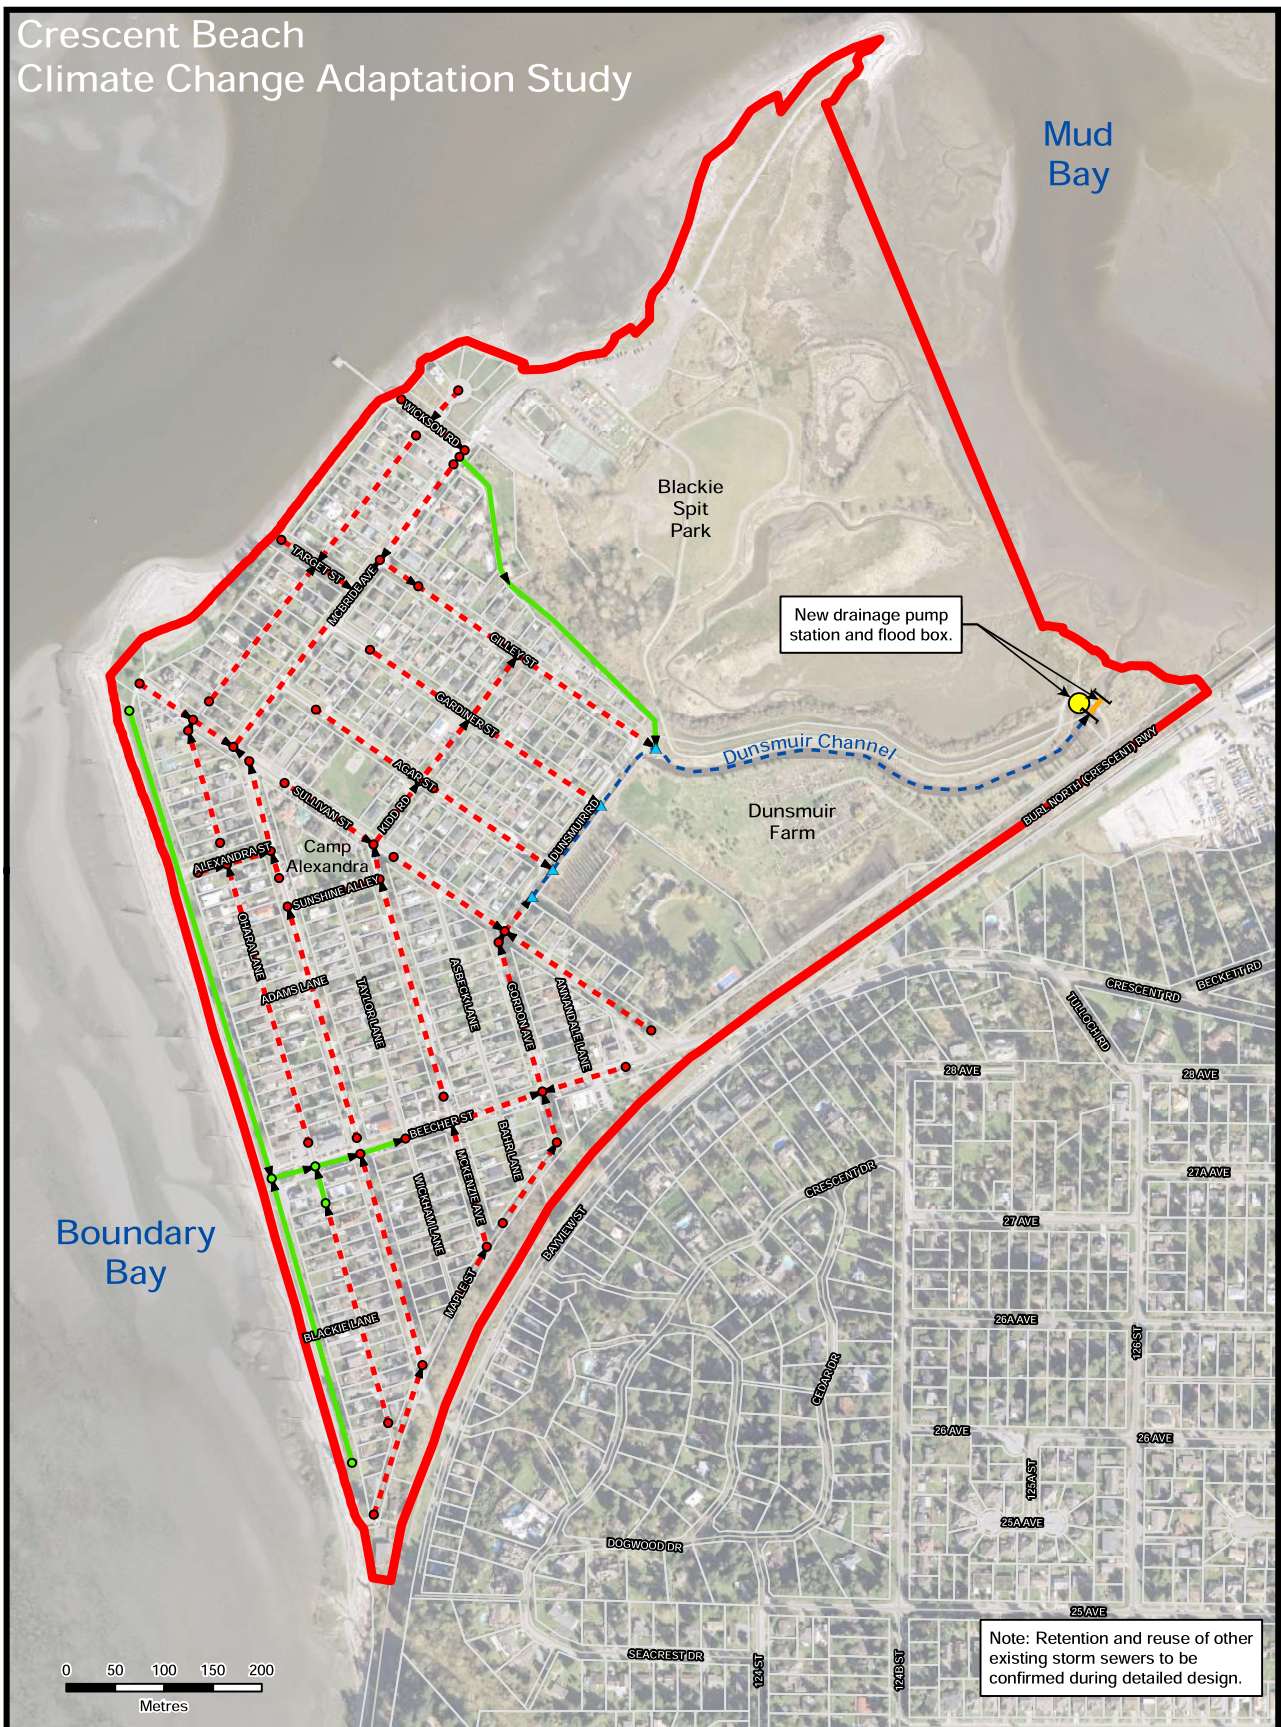 Crescent Beach
Climate Change Adaptation Study
Mud
Bay
WICKSON RD
Blackie
Spit
Park
TARGET ST
MCBRIDE AVE
New drainage pump
station and flood box.
GILLEY ST
GARDINER ST
Dunsmuir Channel
BURL NORTH (CRESCENT) RWY
AGAR ST
SULLIVAN ST
KIDD RD
DUNSMUIR RD
Dunsmuir
Farm
Camp
Alexandra
ALEXANDRA ST
SUNSHINE ALLEY
OHARA LANE
ADAMS LANE
TAYLOR LANE
ASBECK LANE
GORDON AVE
ANNANDALE LANE
CRESCENT RD
BECKETT RD
TULLOCH RD
28 AVE
28 AVE
BEECHER ST
BAHR LANE
MCKENZIE AVE
WICKHAM LANE
CRESCENT DR
27A AVE
27 AVE
BAYVIEW ST
Boundary
Bay
MAPLE ST
BLACKIE LANE
26A AVE
126 ST
CEDAR DR
26 AVE
26 AVE
125A ST
25A AVE
DOGWOOD DR
25 AVE
SEACREST DR
124 ST
124B ST
Note: Retention and reuse of other
existing storm sewers to be
confirmed during detailed design.
0 50 100 150 200
Metres